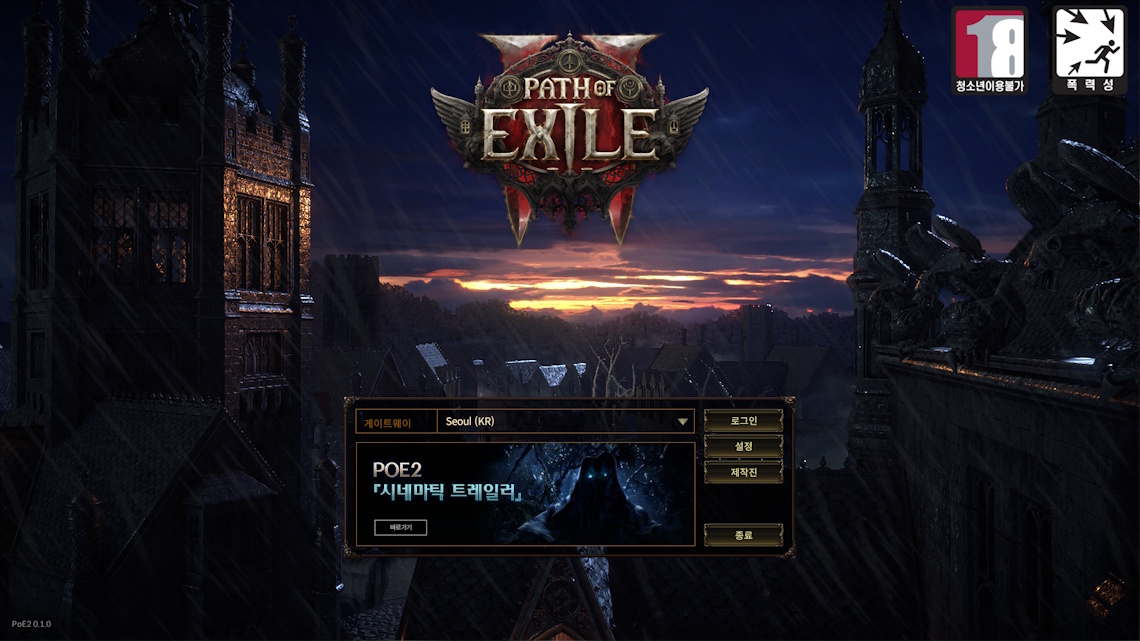 PATH OF
EXILE
18
청소년이용불가
폭력성
게이트웨이
Seoul (KR)
로그인
설정
제작진
POE2
「시네마틱 트레일러」
바로가기
종료
PoE2 0.1.0